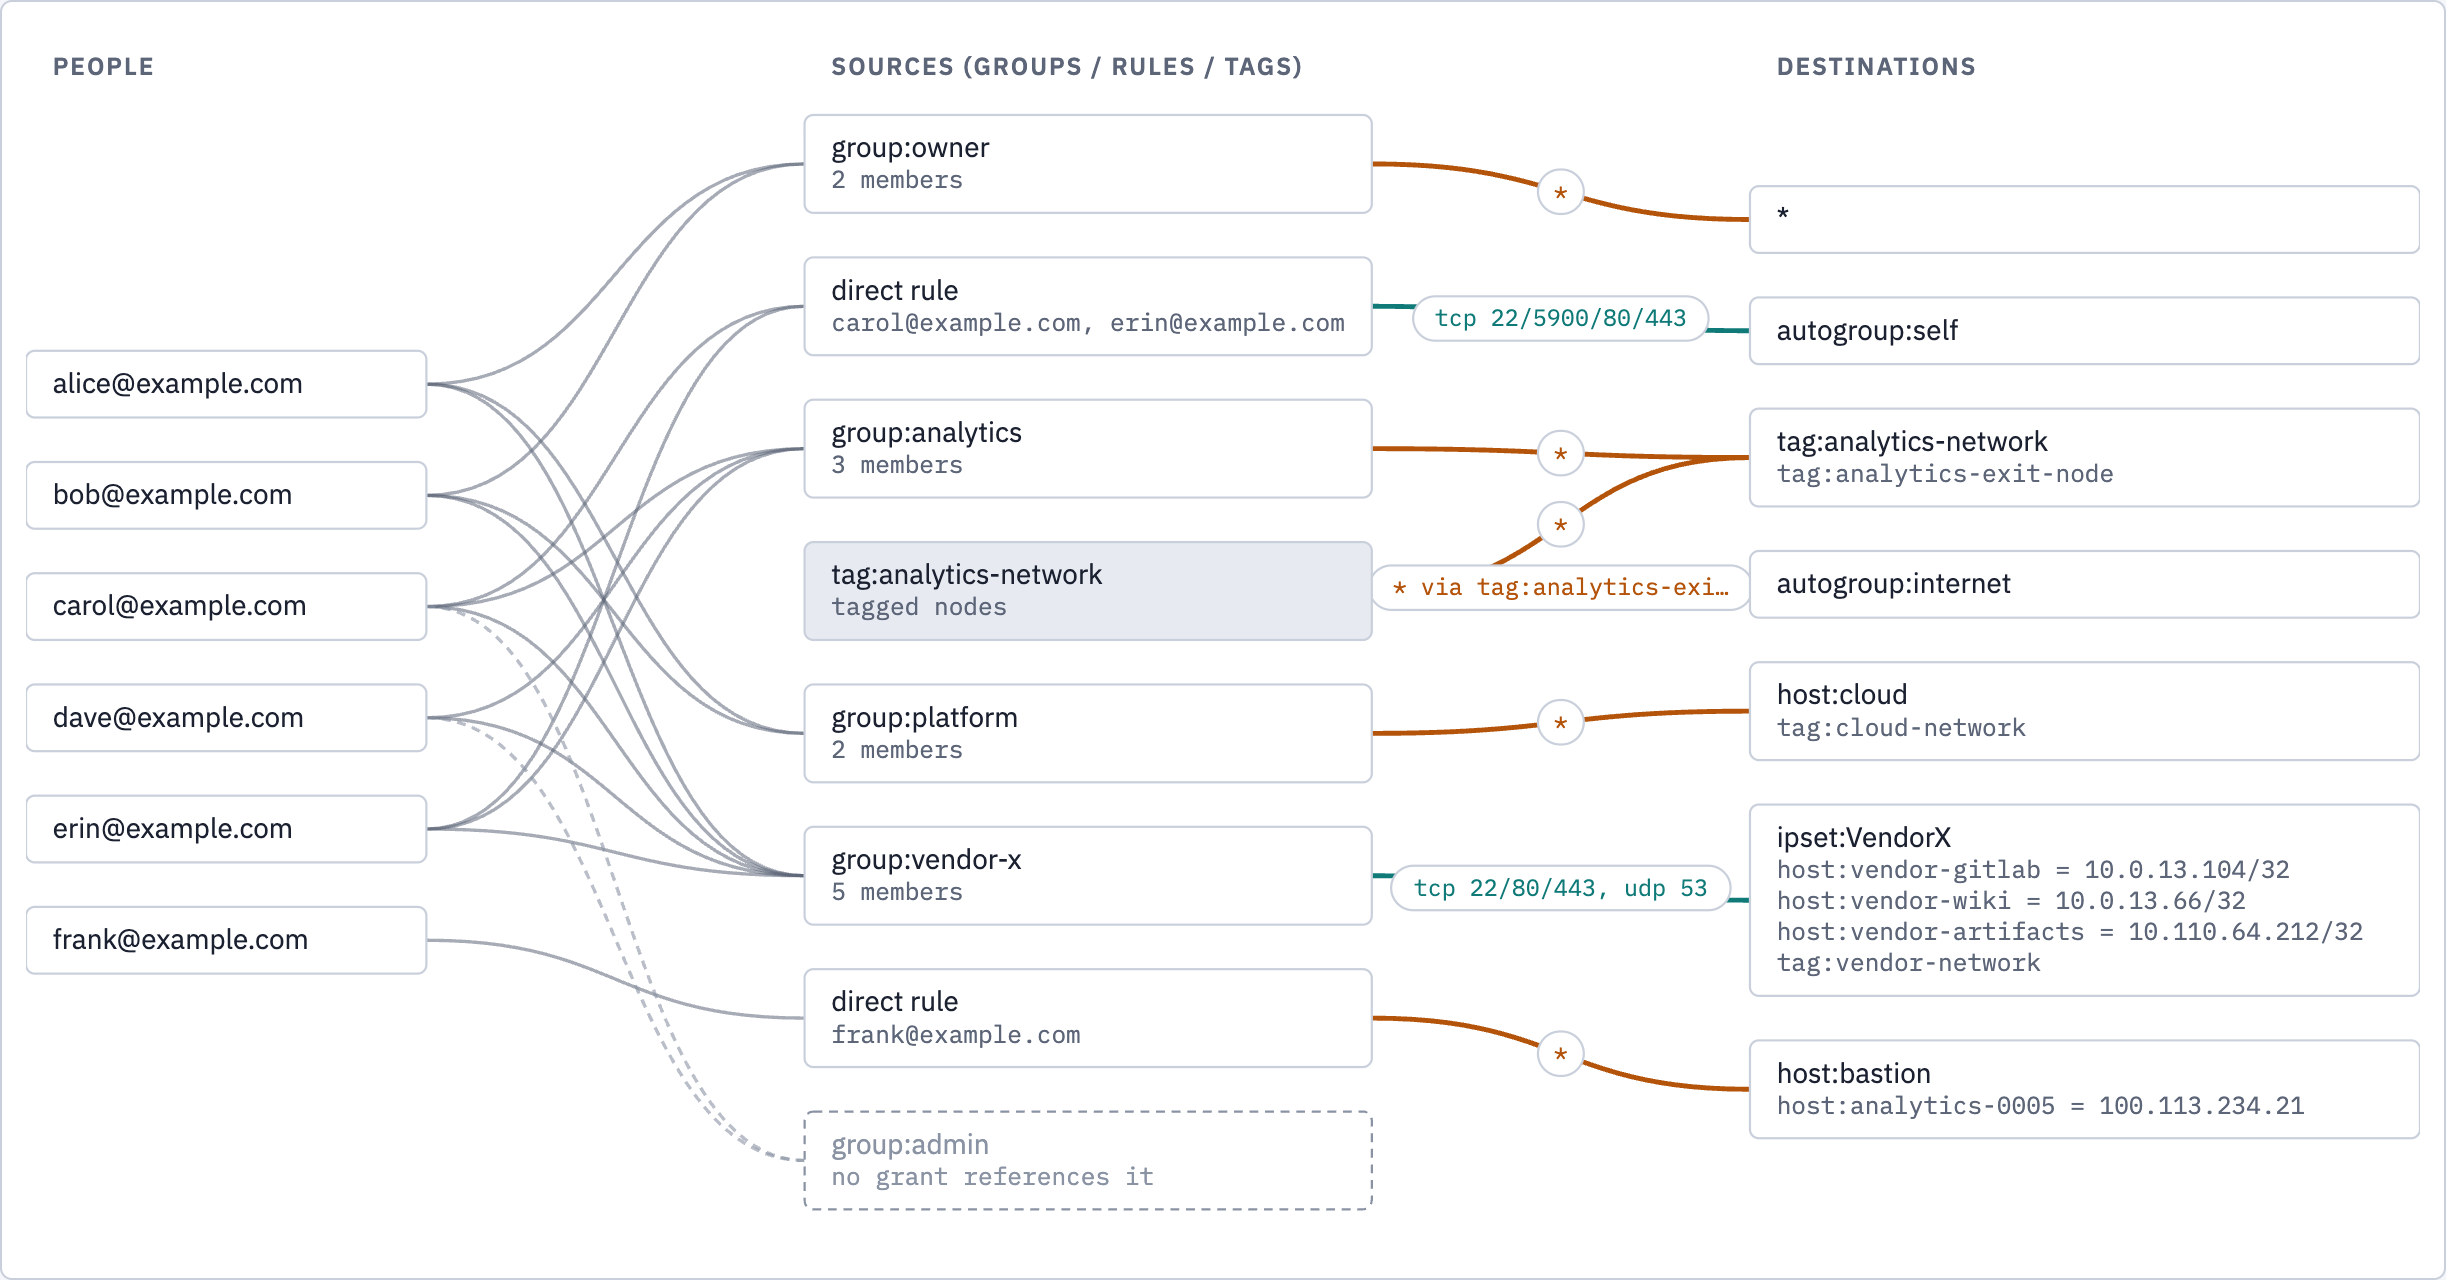 PEOPLE
alice@example.com
bob@example.com
carol@example.com
dave@example.com
erin@example.com
frank@example.com
SOURCES (GROUPS / RULES / TAGS)
group:owner
2 members
direct rule
carol@example.com, erin@example.com
group:analytics
3 members
tag:analytics-network
tagged nodes
group:platform
2 members
group:vendor-x
5 members
direct rule
frank@example.com
group:admin
no grant references it
*
tcp 22/5900/80/443
*
*
* via tag:analytics-exi…
*
tcp 22/80/443, udp 53
*
DESTINATIONS
*
autogroup:self
tag:analytics-network
tag:analytics-exit-node
autogroup:internet
host:cloud
tag:cloud-network
ipset:VendorX
host:vendor-gitlab = 10.0.13.104/32
host:vendor-wiki = 10.0.13.66/32
host:vendor-artifacts = 10.110.64.212/32
tag:vendor-network
host:bastion
host:analytics-0005 = 100.113.234.21